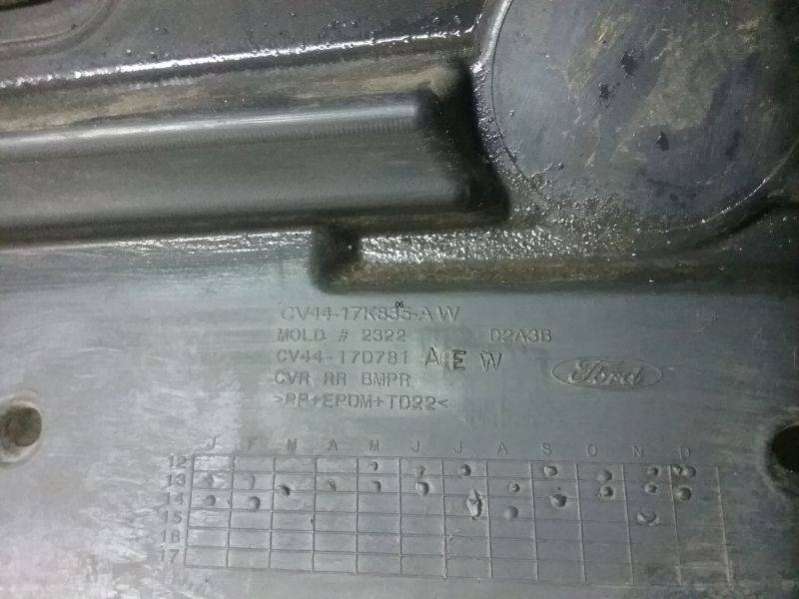 CV44-17K835-AW
MOLD # 2322 D2A3B
CV44-17D781 AEW
Ford
CVR RR BMPR
>PP+EPDM+TD22<
J F M A M J J A S O N D
12
13
14
15
16
17